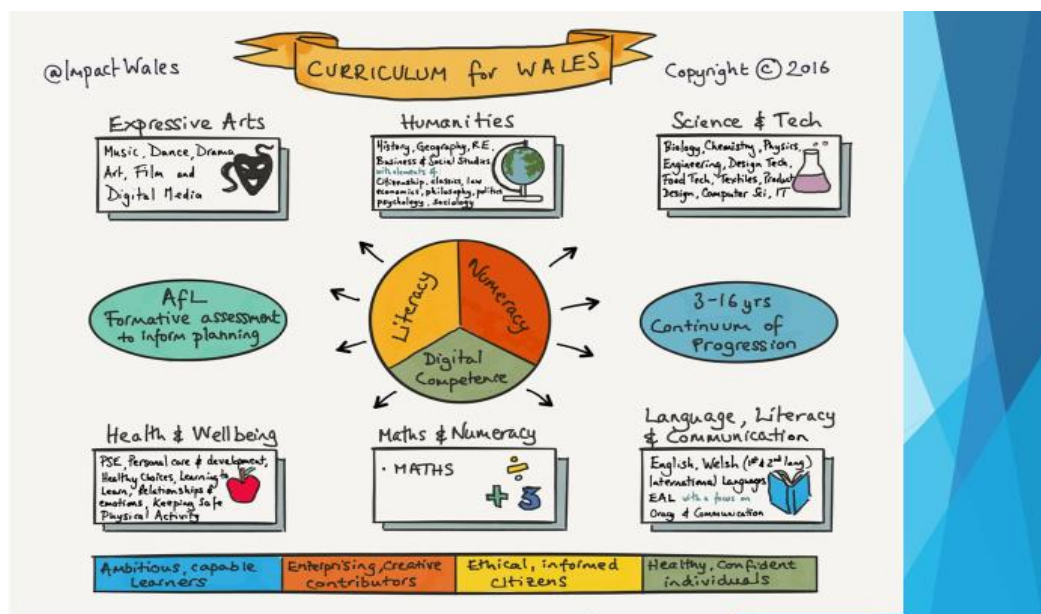 @ImpactWales
CURRICULUM for WALES
Copyright © 2016
Expressive Arts
Music, Dance, Drama
Art, Film and
Digital Media
Humanities
History, Geography, R.E,
Business & Social Studies
with elements of
Citizenship, classics, law
economics, philosophy, politics
psychology, sociology
Science & Tech
Biology, Chemistry, Physics,
Engineering, Design Tech,
Food Tech, Textiles, Product
Design, Computer Sci, IT
AfL
Formative assessment
to inform planning
Literacy
Numeracy
Digital
Competence
3-16 yrs
Continuum of
Progression
Health & Wellbeing
PSE, Personal care & development,
Healthy Choices, Learning to
Learn, Relationships &
emotions, Keeping Safe
Physical Activity
Maths & Numeracy
• MATHS
÷
+ 3
Language, Literacy
& Communication
English, Welsh (1st & 2nd lang)
International Languages
EAL with a focus on
Oracy & Communication
Ambitious, capable
Learners
Enterprising, creative
contributors
Ethical, informed
citizens
Healthy, Confident
individuals